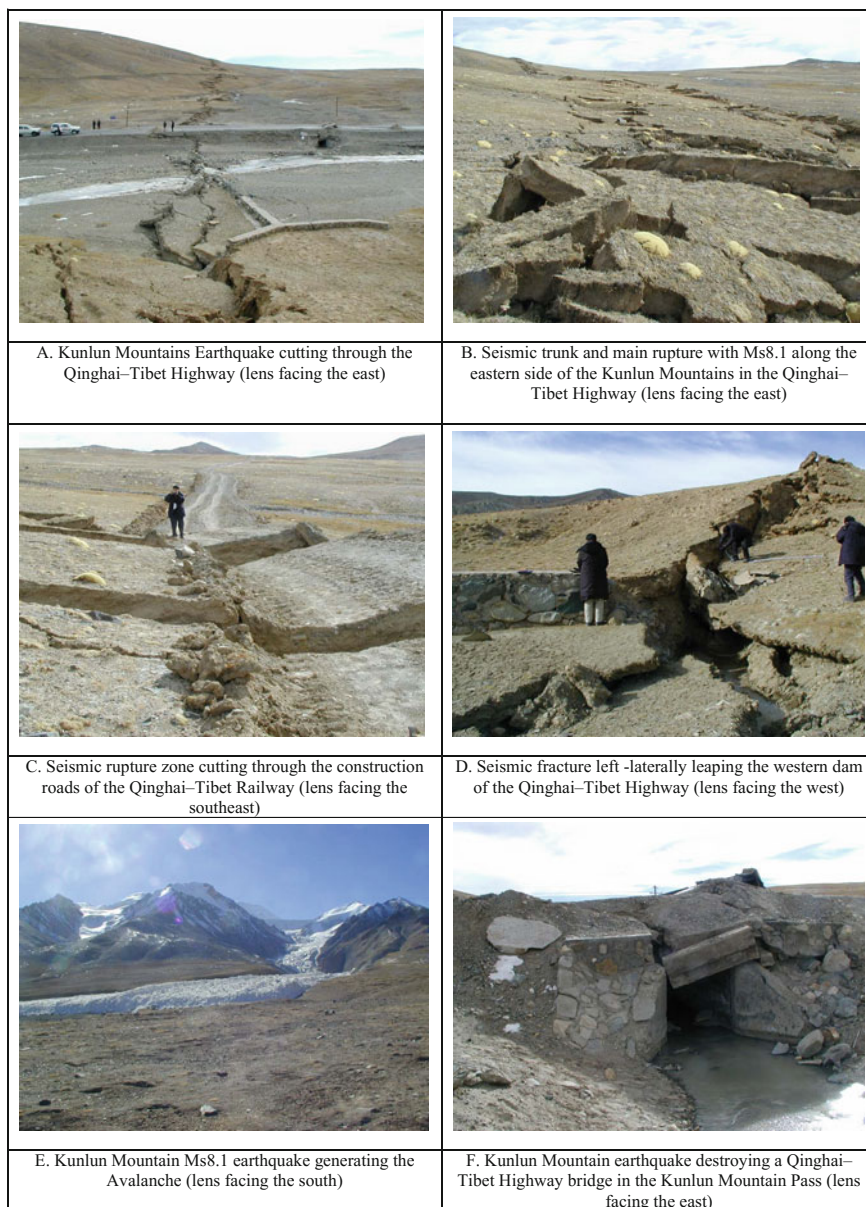 A. Kunlun Mountains Earthquake cutting through the
Qinghai–Tibet Highway (lens facing the east)
B. Seismic trunk and main rupture with Ms8.1 along the
eastern side of the Kunlun Mountains in the Qinghai–
Tibet Highway (lens facing the east)
C. Seismic rupture zone cutting through the construction
roads of the Qinghai–Tibet Railway (lens facing the
southeast)
D. Seismic fracture left -laterally leaping the western dam
of the Qinghai–Tibet Highway (lens facing the west)
E. Kunlun Mountain Ms8.1 earthquake generating the
Avalanche (lens facing the south)
F. Kunlun Mountain earthquake destroying a Qinghai–
Tibet Highway bridge in the Kunlun Mountain Pass (lens
facing the east)